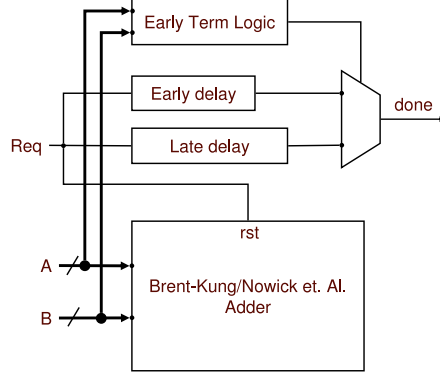 Early Term Logic
Early delay
done
Req
Late delay
rst
A
Brent-Kung/Nowick et. Al.
Adder
B